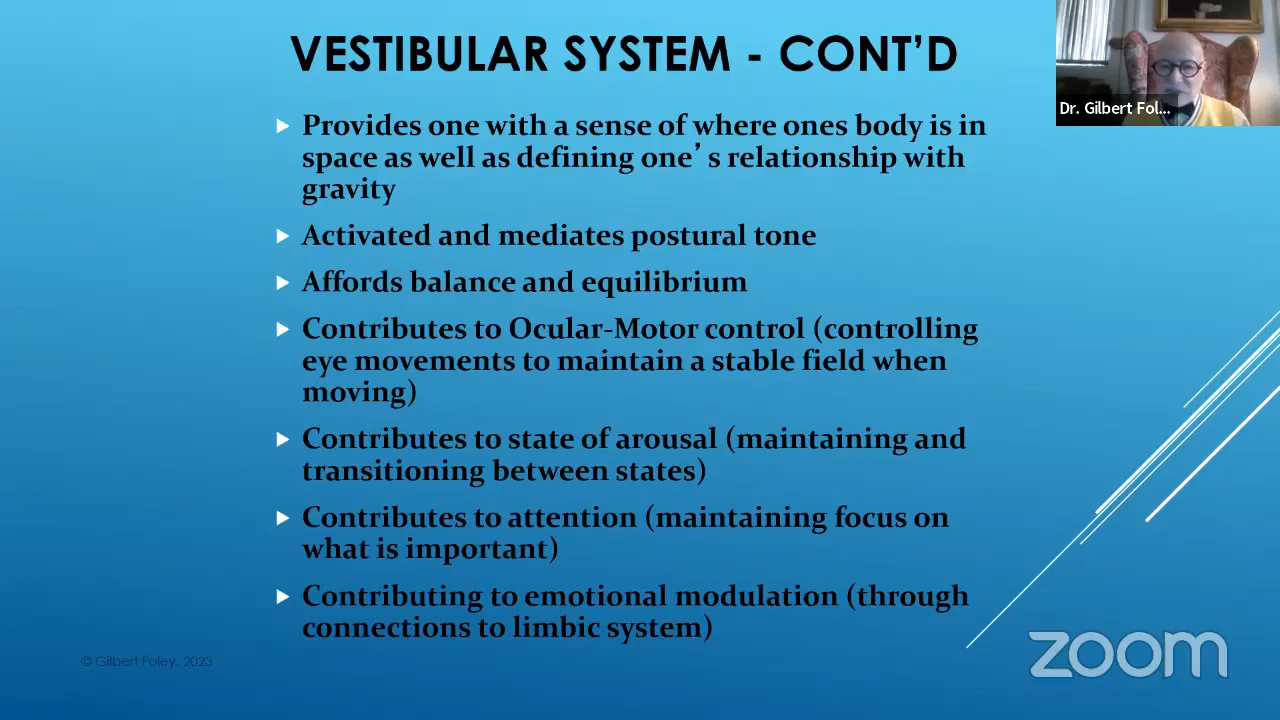 VESTIBULAR SYSTEM - CONT’D
Provides one with a sense of where ones body is in
space as well as defining one’s relationship with
gravity
Activated and mediates postural tone
Affords balance and equilibrium
Contributes to Ocular-Motor control (controlling
eye movements to maintain a stable field when
moving)
Contributes to state of arousal (maintaining and
transitioning between states)
Contributes to attention (maintaining focus on
what is important)
Contributing to emotional modulation (through
connections to limbic system)
© Gilbert Foley, 2023
Dr. Gilbert Fol...
zoom